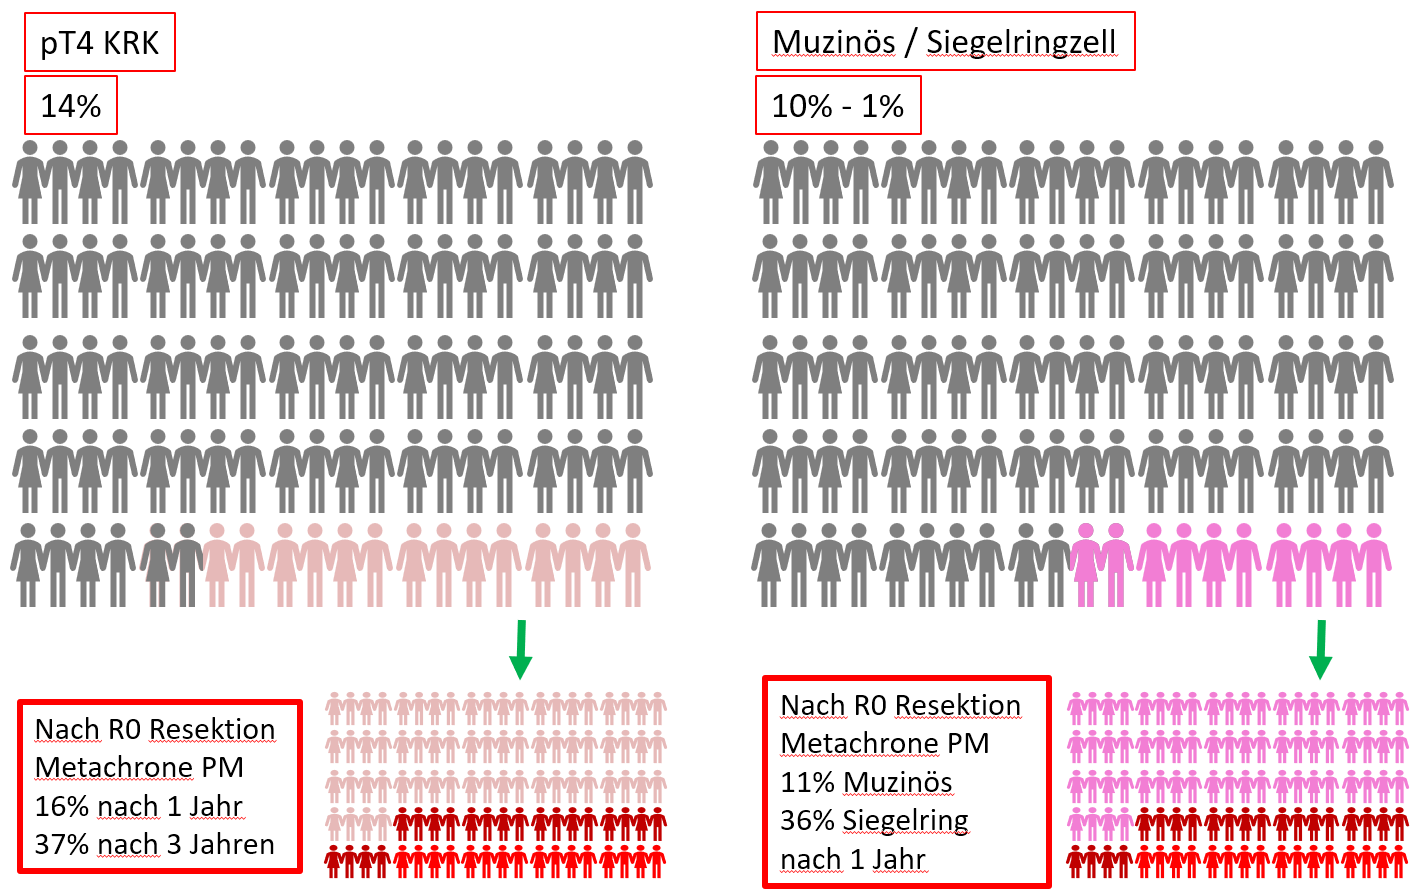 pT4 KRK
14%
Nach R0 Resektion
Metachrone PM
16% nach 1 Jahr
37% nach 3 Jahren
Muzinös / Siegelringzell
10% - 1%
Nach R0 Resektion
Metachrone PM
11% Muzinös
36% Siegelring
nach 1 Jahr